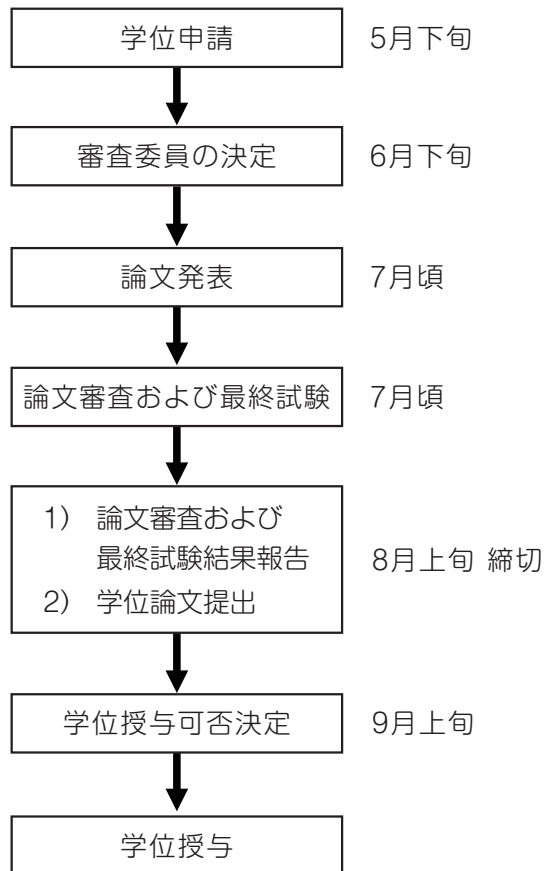 学位申請 5月下旬
審査委員の決定 6月下旬
論文発表 7月頃
論文審査および最終試験 7月頃
1) 論文審査および
最終試験結果報告
8月上旬 締切
2) 学位論文提出
学位授与可否決定 9月上旬
学位授与